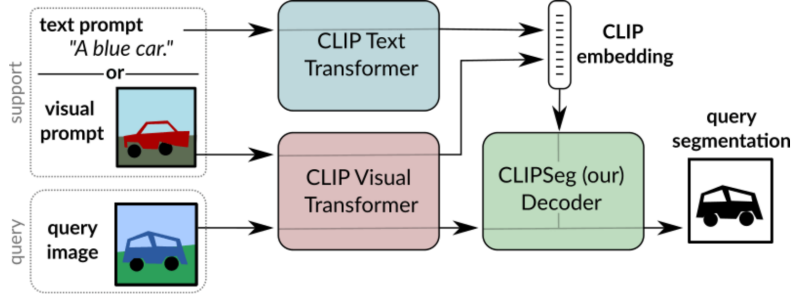 support
text prompt
"A blue car."
or
visual
prompt
query
query
image
CLIP Text
Transformer
CLIP Visual
Transformer
CLIP
embedding
CLIPSeg (our)
Decoder
query
segmentation